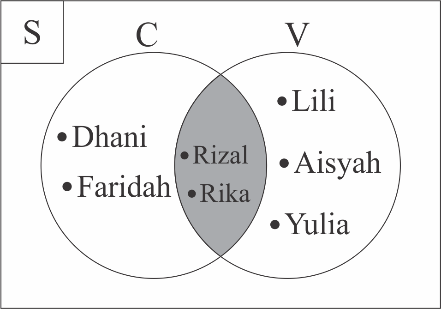 S
C
V
Lili
Dhani
Rizal
Aisyah
Faridah
Rika
Yulia